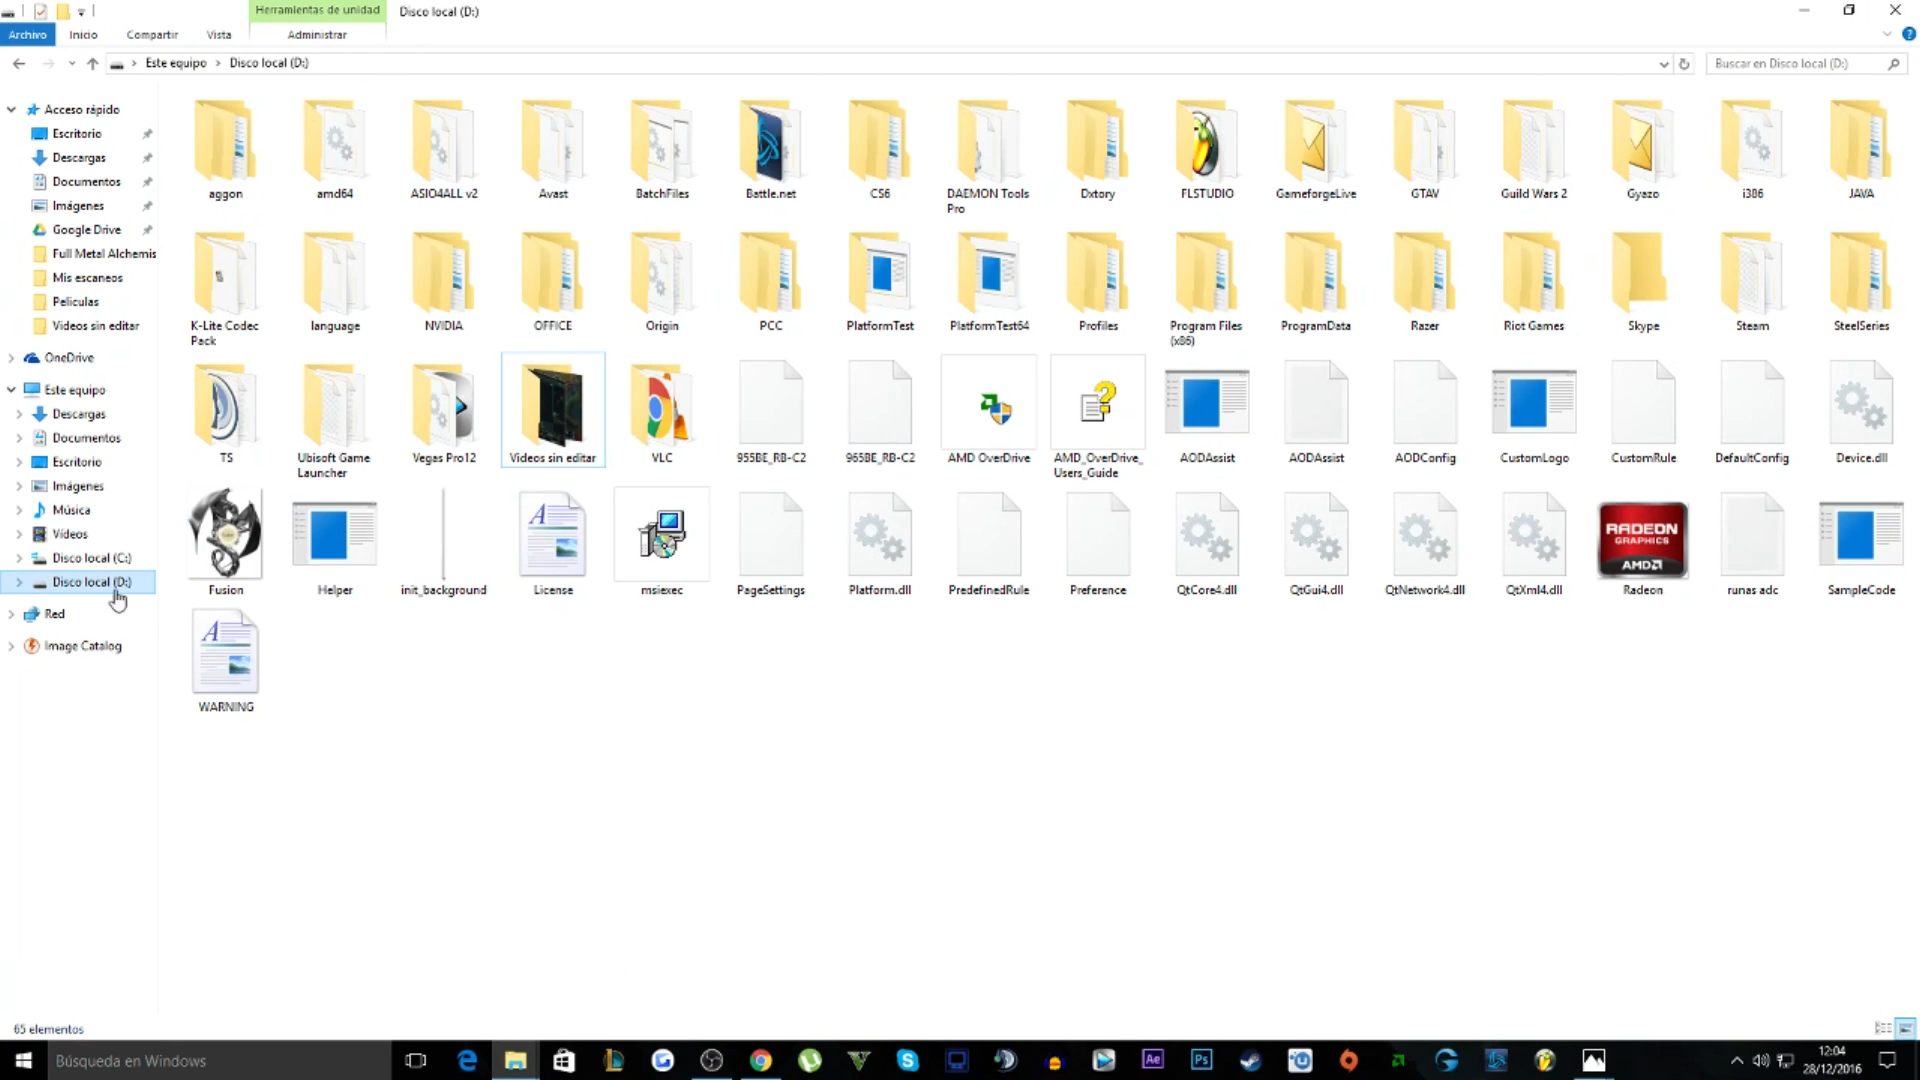 Herramientas de unidad
Disco local (D:)
Archivo
Inicio
Compartir
Vista
Administrar
Este equipo
Disco local (D:)
Buscar en Disco local (D:)
Acceso rápido
Escritorio
Descargas
Documentos
Imágenes
Google Drive
Full Metal Alchemis
Mis escaneos
Peliculas
Videos sin editar
OneDrive
Este equipo
Descargas
Documentos
Escritorio
Imágenes
Música
Vídeos
Disco local (C:)
Disco local (D:)
Red
Image Catalog
aggon
amd64
ASIO4ALL v2
Avast
BatchFiles
Battle.net
CS6
DAEMON Tools
Pro
Dxtory
FLSTUDIO
GameforgeLive
GTAV
Guild Wars 2
Gyazo
i386
JAVA
K-Lite Codec
Pack
language
NVIDIA
OFFICE
Origin
PCC
PlatformTest
PlatformTest64
Profiles
Program Files
(x86)
ProgramData
Razer
Riot Games
Skype
Steam
SteelSeries
TS
Ubisoft Game
Launcher
Vegas Pro12
Videos sin editar
VLC
955BE_RB-C2
965BE_RB-C2
AMD OverDrive
AMD_OverDrive_
Users_Guide
AODAssist
AODAssist
AODConfig
CustomLogo
CustomRule
DefaultConfig
Device.dll
Fusion
Helper
init_background
License
msiexec
PageSettings
Platform.dll
PredefinedRule
Preference
QtCore4.dll
QtGui4.dll
QtNetwork4.dll
QtXml4.dll
RADEON
GRAPHICS
AMD
Radeon
runas adc
SampleCode
WARNING
65 elementos
Búsqueda en Windows
Ae
Ps
12:04
28/12/2016